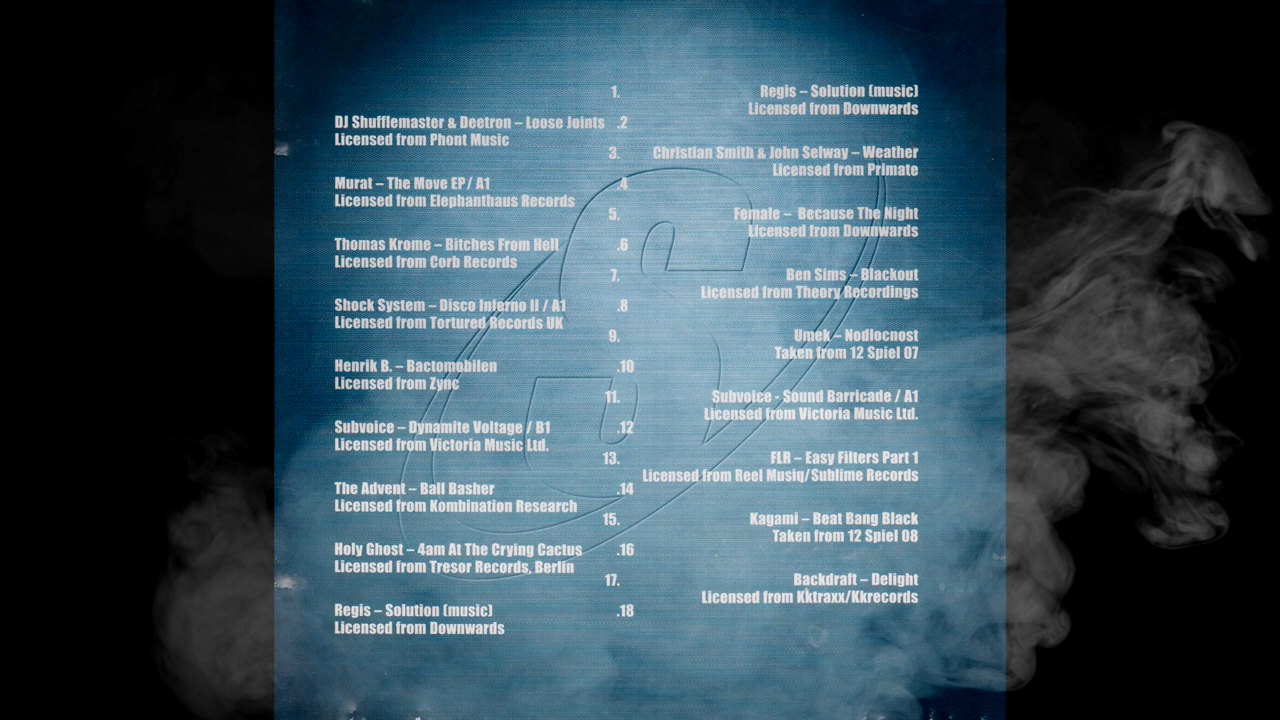 1. Regis – Solution (music)
Licensed from Downwards
DJ Shufflemaster & Deetron – Loose Joints .2
Licensed from Phont Music
3. Christian Smith & John Selway – Weather
Licensed from Primate
Murat – The Move EP / A1 .4
Licensed from Elephanthaus Records
5. Female – Because The Night
Licensed from Downwards
Thomas Krome – Bitches From Hell .6
Licensed from Corb Records
7. Ben Sims – Blackout
Licensed from Theory Recordings
Shock System – Disco Inferno II / A1 .8
Licensed from Tortured Records UK
9. Umek – Nodlocnost
Taken from 12 Spiel 07
Henrik B. – Bactomobilen .10
Licensed from Zync
11. Subvoice - Sound Barricade / A1
Licensed from Victoria Music Ltd.
Subvoice – Dynamite Voltage / B1 .12
Licensed from Victoria Music Ltd.
13. FLR – Easy Filters Part 1
Licensed from Reel Musiq/Sublime Records
The Advent – Ball Basher .14
Licensed from Kombination Research
15. Kagami – Beat Bang Black
Taken from 12 Spiel 08
Holy Ghost – 4am At The Crying Cactus .16
Licensed from Tresor Records, Berlin
17. Backdraft – Delight
Licensed from Kktraxx/Kkrecords
Regis – Solution (music) .18
Licensed from Downwards